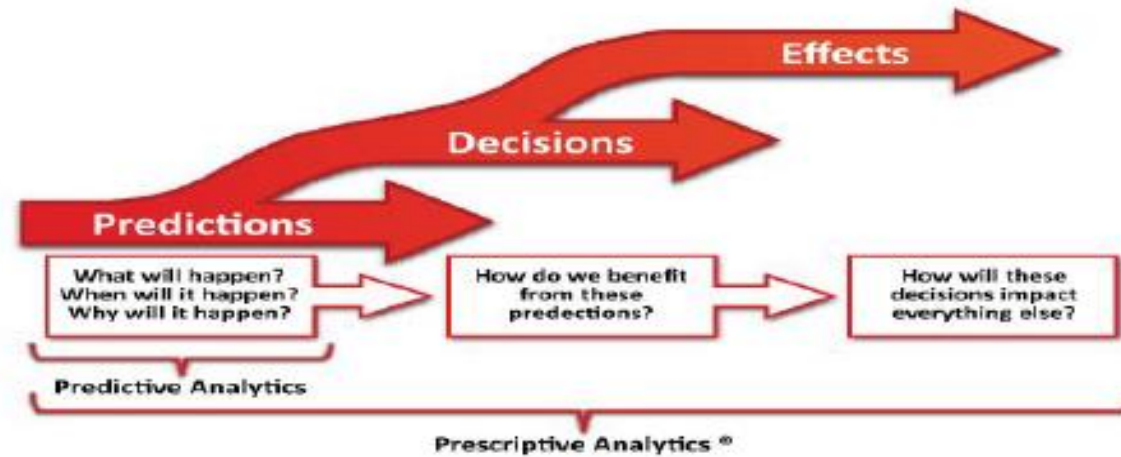 Effects
Decisions
Predictions
What will happen?
When will it happen?
Why will it happen?
How do we benefit
from these
predections?
How will these
decisions impact
everything else?
Predictive Analytics
Prescriptive Analytics ®